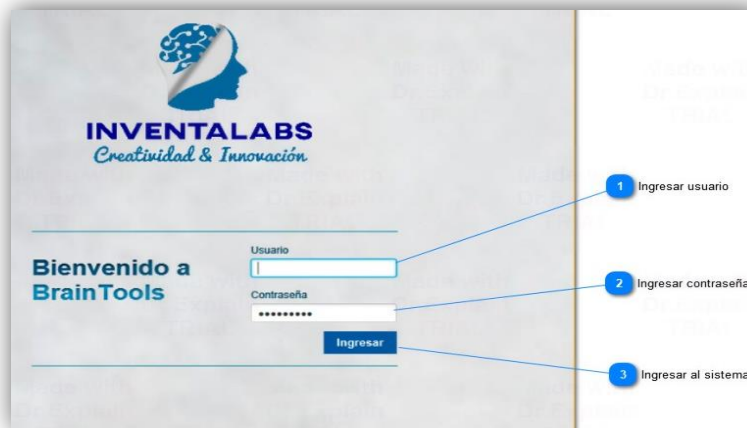 INVENTALABS
Creatividad & Innovación
Bienvenido a
BrainTools
Usuario
Contraseña
•••••••••
Ingresar
1 Ingresar usuario
2 Ingresar contraseña
3 Ingresar al sistema